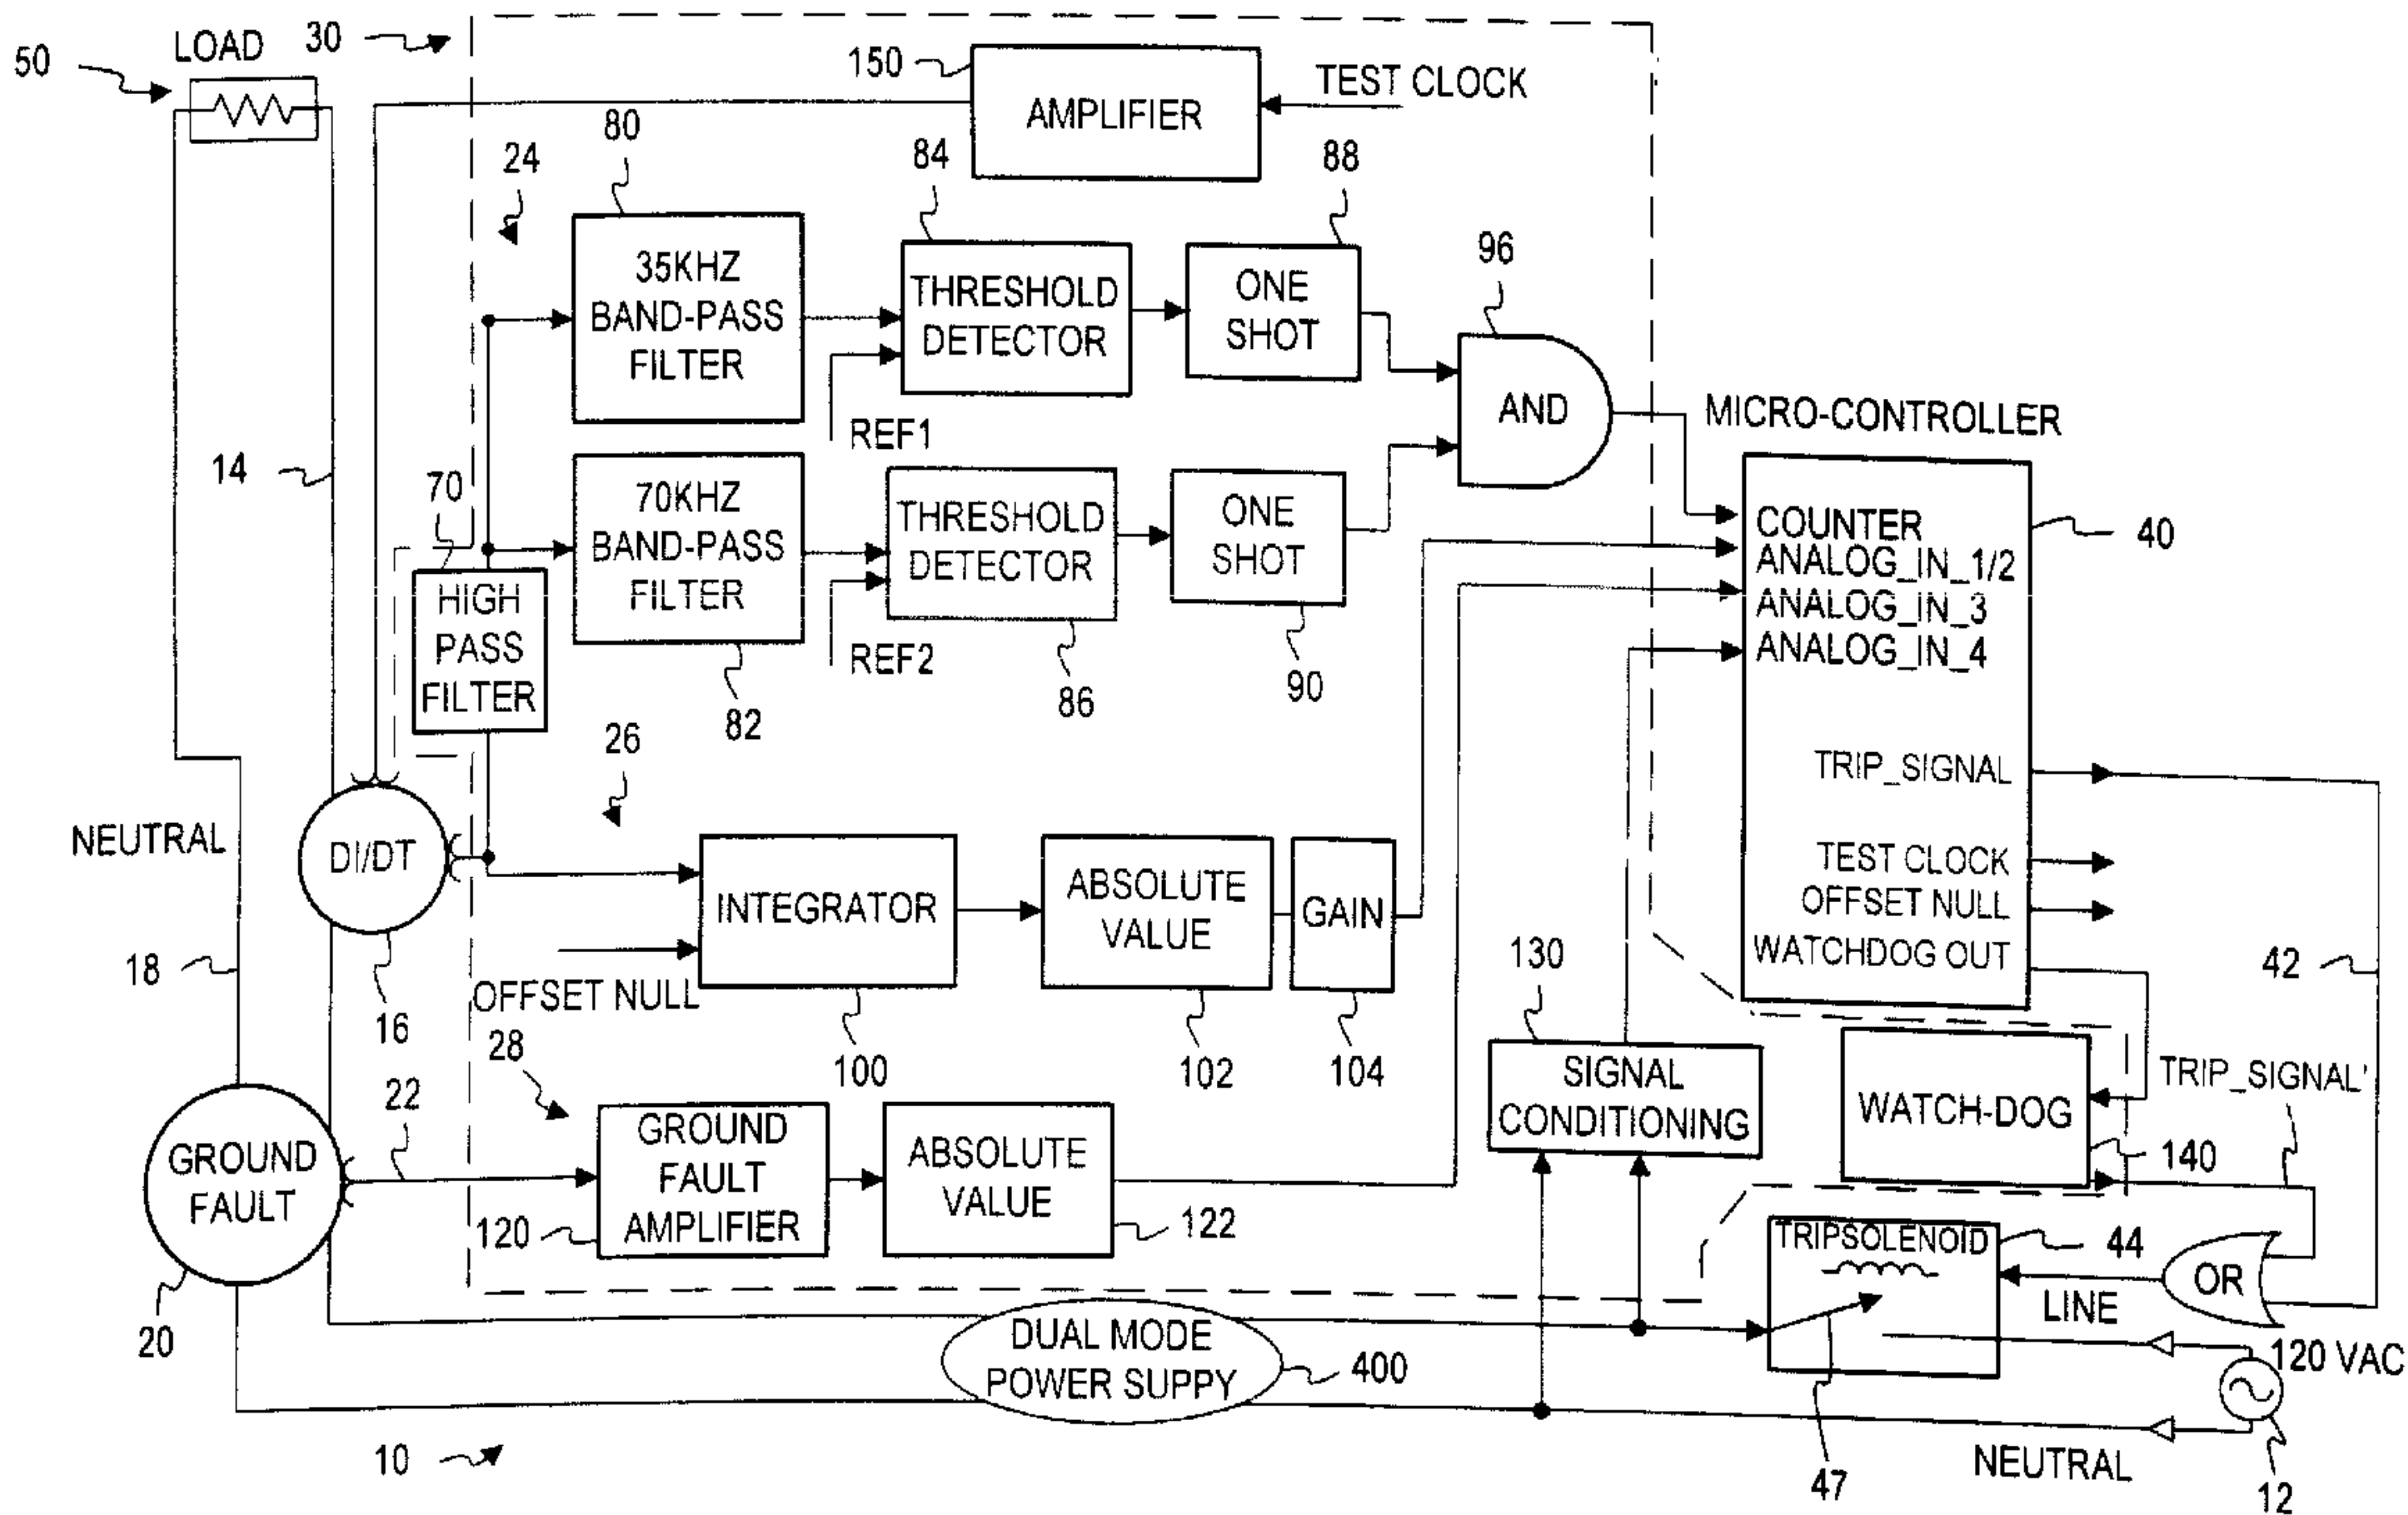 LOAD
30
50
150
AMPLIFIER
TEST CLOCK
80
24
84
88
96
35KHZ
BAND-PASS
FILTER
THRESHOLD
DETECTOR
ONE
SHOT
AND
REF1
MICRO-CONTROLLER
14
70
70KHZ
BAND-PASS
FILTER
THRESHOLD
DETECTOR
ONE
SHOT
REF2
HIGH
PASS
FILTER
82
86
90
COUNTER
ANALOG_IN_1/2
ANALOG_IN_3
ANALOG_IN_4
40
26
TRIP_SIGNAL
TEST CLOCK
OFFSET NULL
WATCHDOG OUT
NEUTRAL
DI/DT
INTEGRATOR
ABSOLUTE
VALUE
GAIN
18
OFFSET NULL
16
28
100
102
104
130
42
22
GROUND
FAULT
GROUND
FAULT
AMPLIFIER
ABSOLUTE
VALUE
SIGNAL
CONDITIONING
WATCH-DOG
TRIP_SIGNAL'
140
120
122
20
TRIPSOLENOID
44
OR
LINE
DUAL MODE
POWER SUPPY
400
120 VAC
10
47
NEUTRAL
12